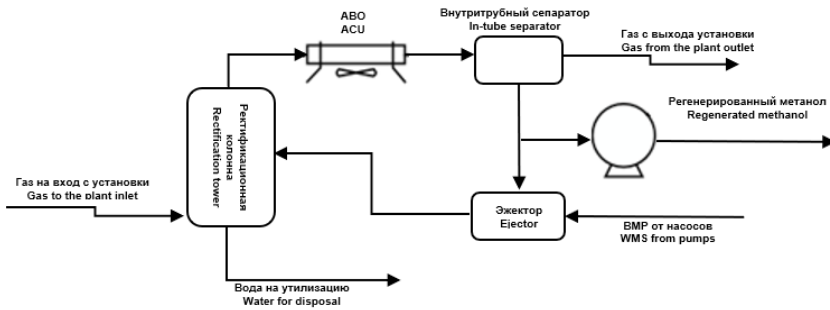 АВО
ACU
Внутритрубный сепаратор
In-tube separator
Газ с выхода установки
Gas from the plant outlet
Ректификационная
колонна
Rectification tower
Регенерированный метанол
Regenerated methanol
Газ на вход с установки
Gas to the plant inlet
Эжектор
Ejector
ВМР от насосов
WMS from pumps
Вода на утилизацию
Water for disposal